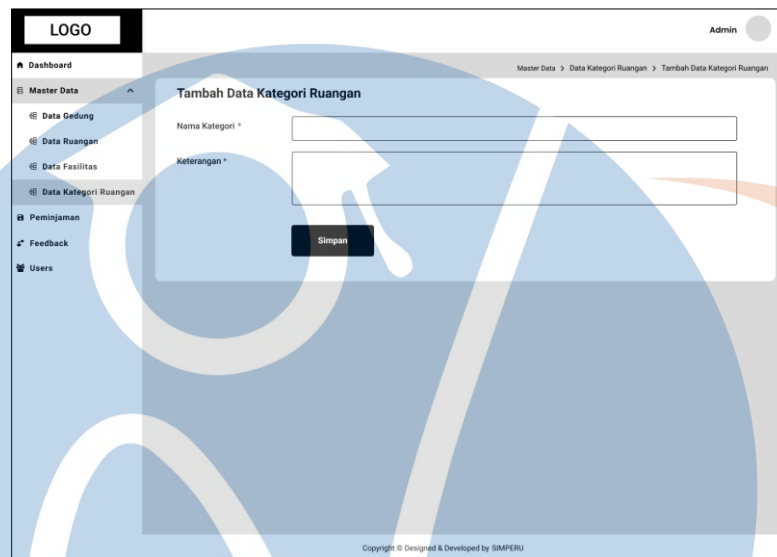 LOGO
Admin
Dashboard
Master Data
Data Gedung
Data Ruangan
Data Fasilitas
Data Kategori Ruangan
Peminjaman
Feedback
Users
Master Data > Data Kategori Ruangan > Tambah Data Kategori Ruangan
Tambah Data Kategori Ruangan
Nama Kategori *
Keterangan *
Simpan
Copyright © Designed & Developed by SIMPERU